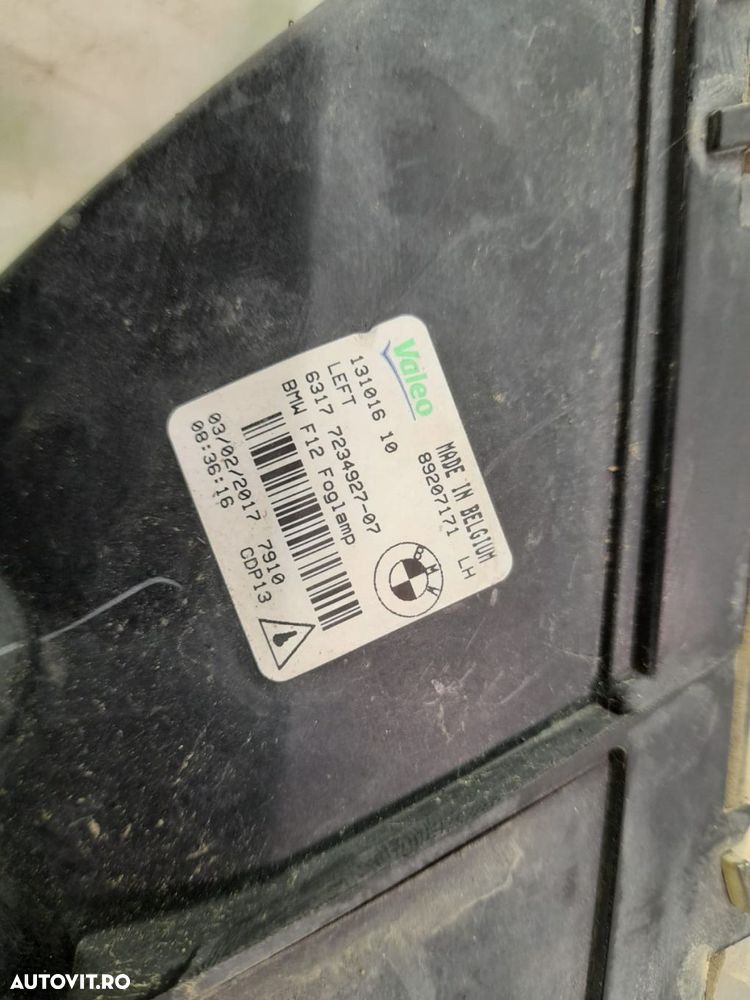 Valeo
MADE IN BELGIUM
89207171 LH
131016 10
LEFT
6317 7234927-07
BMW F12 Foglamp
BMW
03/02/2017 7910
08:36:16 CDP13
AUTOVIT.RO